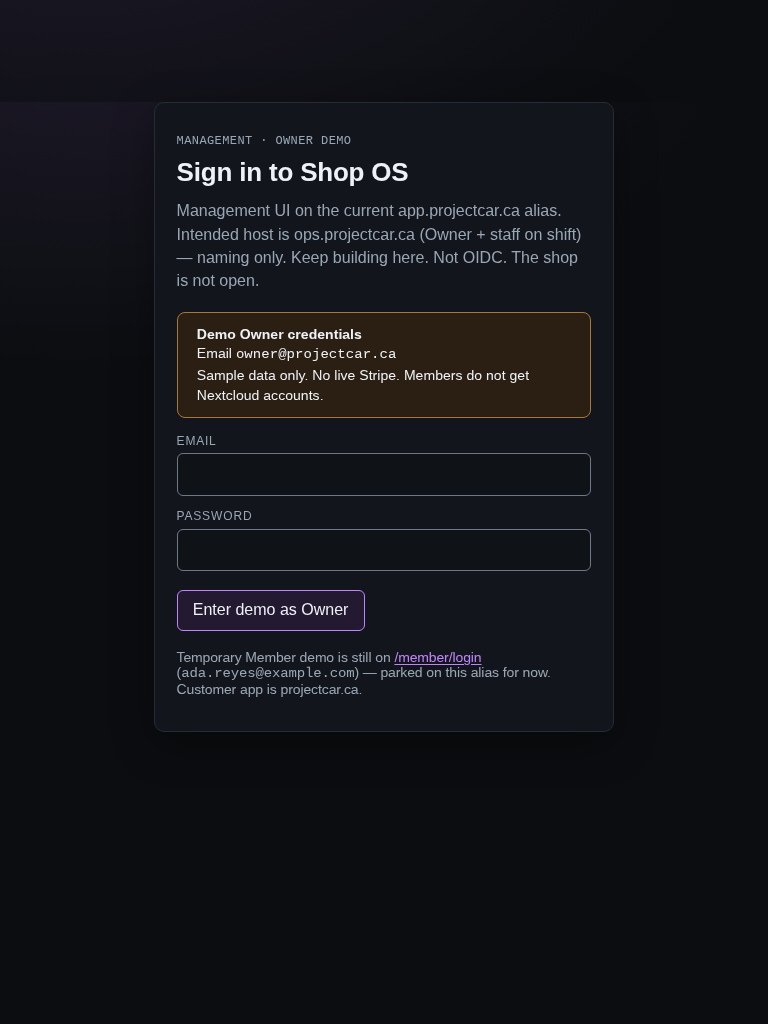 MANAGEMENT · OWNER DEMO
Sign in to Shop OS
Management UI on the current app.projectcar.ca alias.
Intended host is ops.projectcar.ca (Owner + staff on shift)
— naming only. Keep building here. Not OIDC. The shop
is not open.
Demo Owner credentials
Email owner@projectcar.ca
Sample data only. No live Stripe. Members do not get
Nextcloud accounts.
EMAIL
PASSWORD
Enter demo as Owner
Temporary Member demo is still on /member/login
(ada.reyes@example.com) — parked on this alias for now.
Customer app is projectcar.ca.